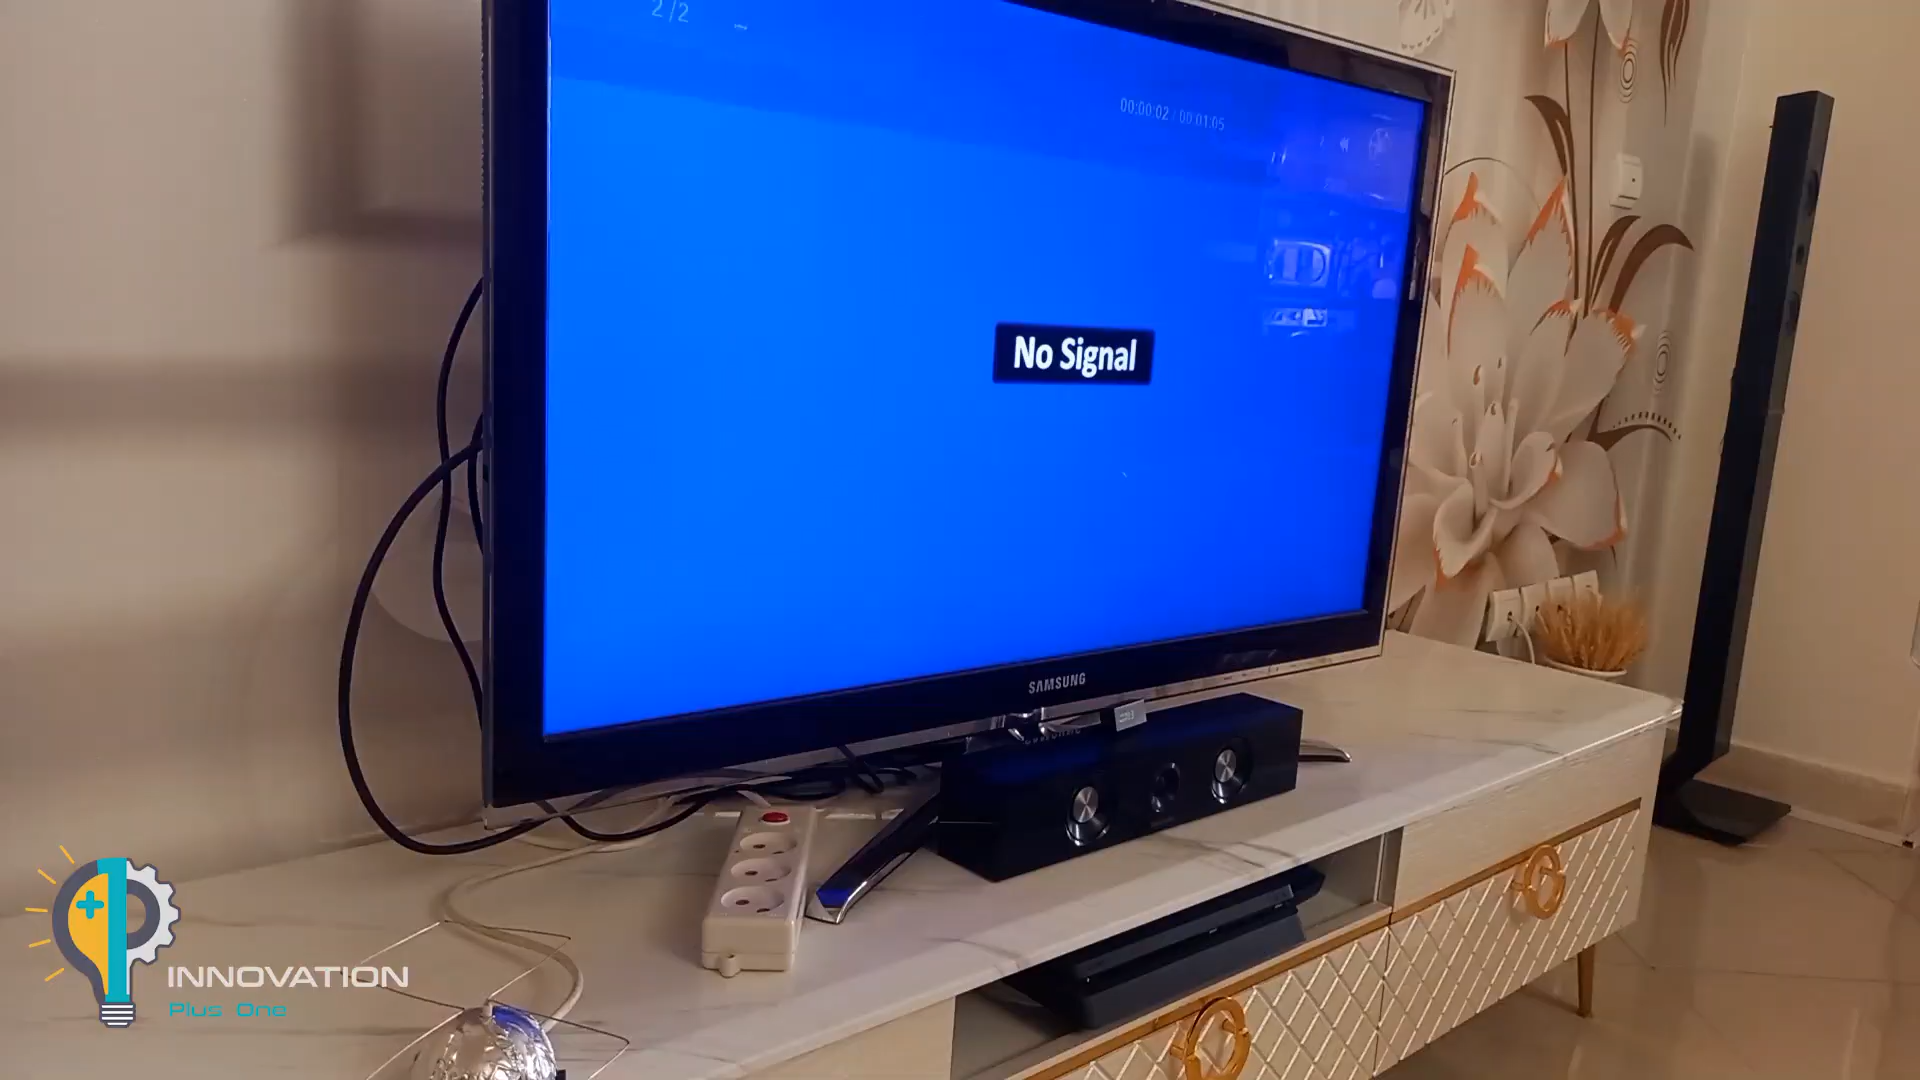 2 / 2
00:00:02 / 00:01:05
No Signal
SAMSUNG
INNOVATION
Plus One